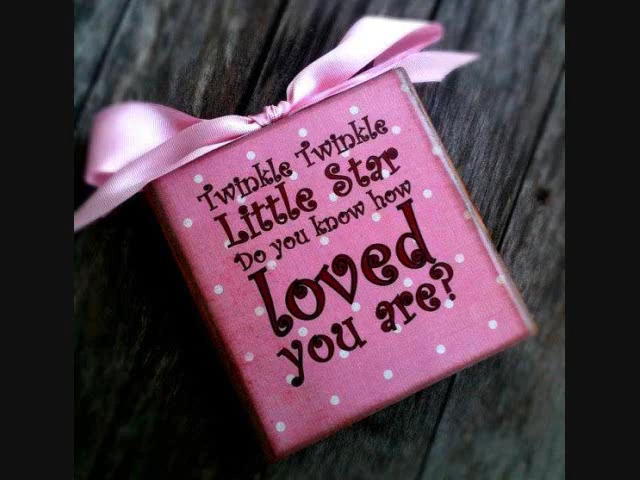 Twinkle Twinkle
Little Star
Do you know how
loved
you are?